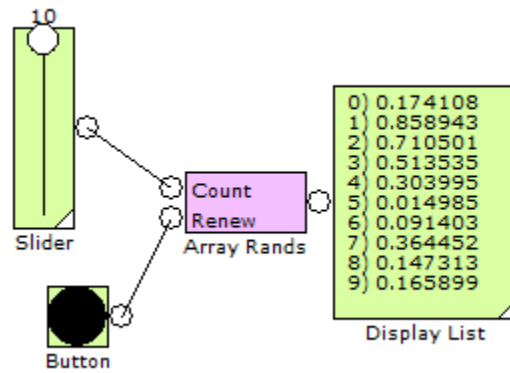 10
Slider
Button
Count
Renew
Array Rands
0) 0.174108
1) 0.858943
2) 0.710501
3) 0.513535
4) 0.303995
5) 0.014985
6) 0.091403
7) 0.364452
8) 0.147313
9) 0.165899
Display List